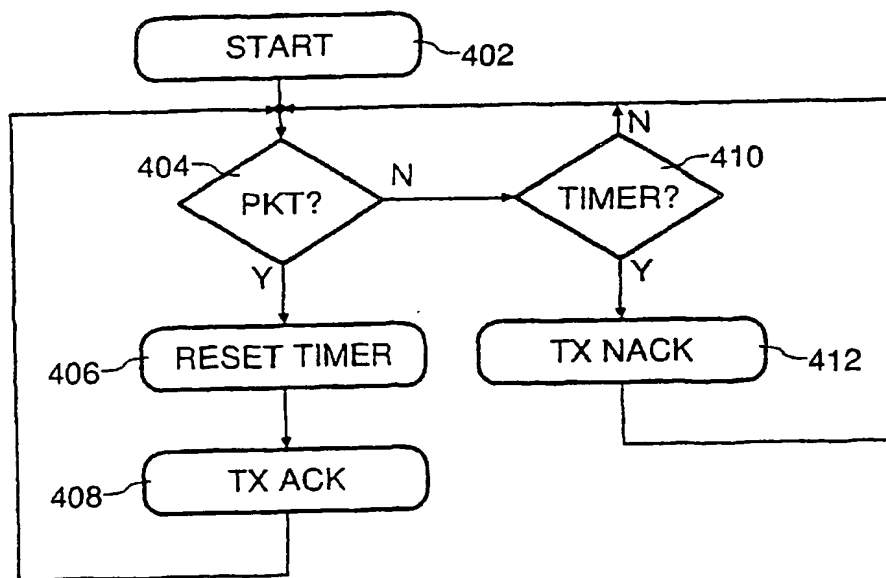 START
402
404
PKT?
N
Y
N
410
TIMER?
Y
406
RESET TIMER
TX NACK
412
408
TX ACK